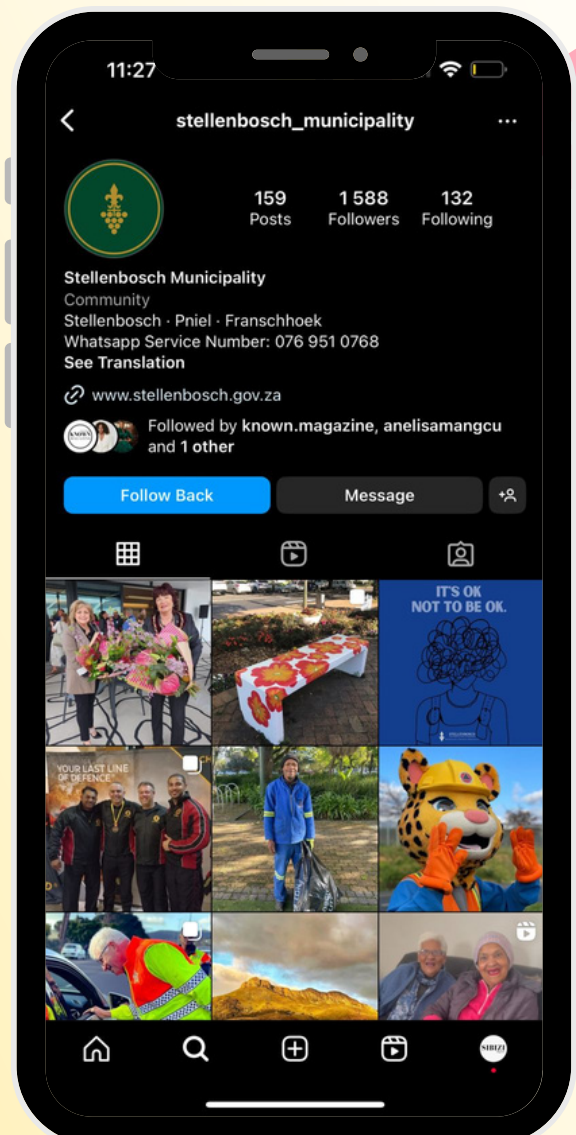 11:27
stellenbosch_municipality
159 1 588 132
Posts Followers Following
Stellenbosch Municipality
Community
Stellenbosch · Pniel · Franschhoek
Whatsapp Service Number: 076 951 0768
See Translation
www.stellenbosch.gov.za
KNOWN
Followed by known.magazine, anelisamangcu
and 1 other
Follow Back Message
IT'S OK
NOT TO BE OK.
YOUR LAST LINE
OF DEFENCE
SIBIZI